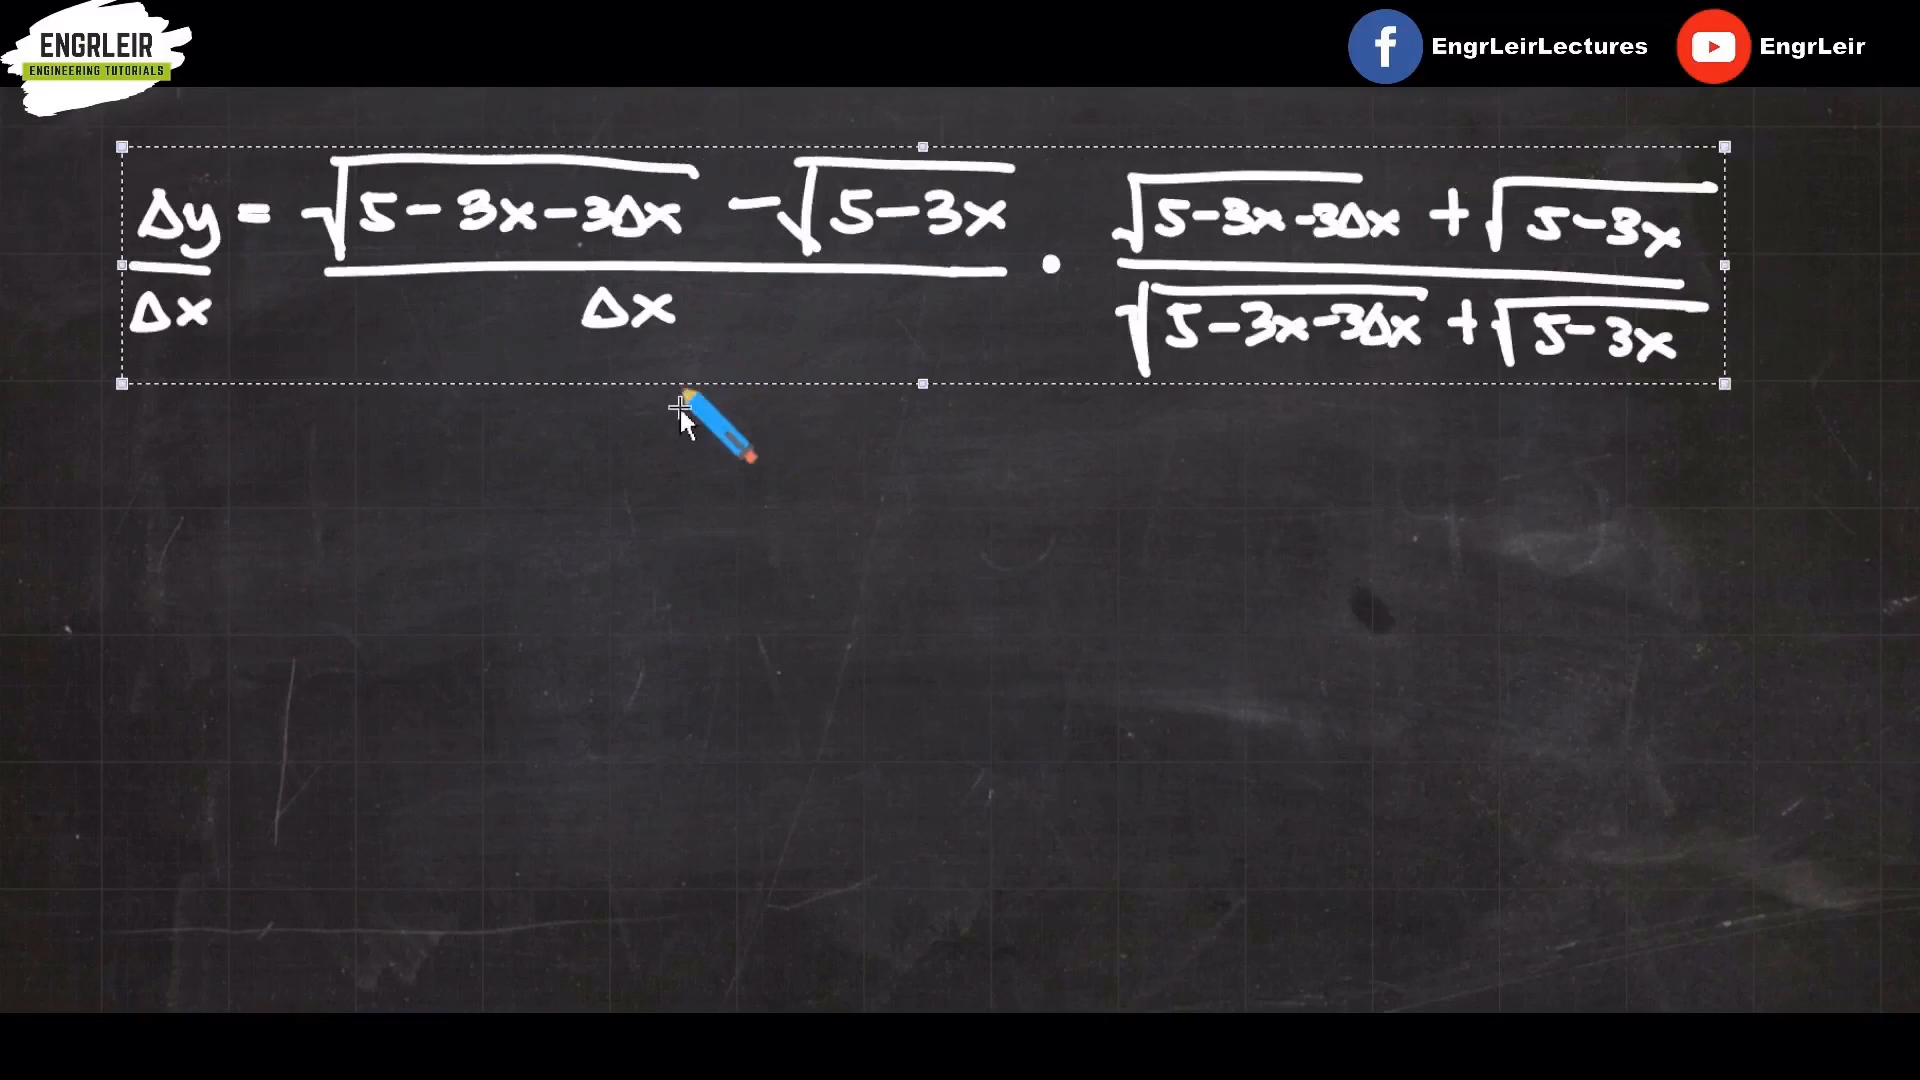 ENGRLEIR
ENGINEERING TUTORIALS
f EngrLeirLectures
EngrLeir
Δy/Δx = (√(5-3x-3Δx) - √(5-3x))/Δx · (√(5-3x-3Δx) + √(5-3x))/(√(5-3x-3Δx) + √(5-3x))